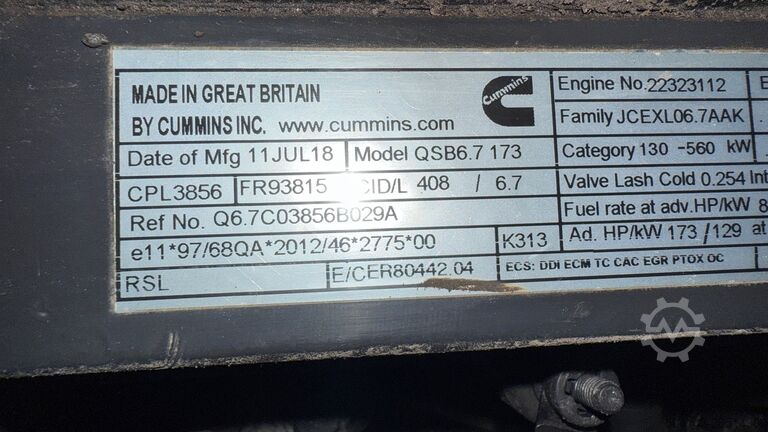 MADE IN GREAT BRITAIN
BY CUMMINS INC. www.cummins.com
Cummins
Engine No.22323112 E
Family JCEXL06.7AAK
Date of Mfg 11JUL18 Model QSB6.7 173
Category 130 -560 kW
CPL3856 FR93815 CID/L 408 / 6.7
Valve Lash Cold 0.254 Int
Ref No. Q6.7C03856B029A
Fuel rate at adv.HP/kW 8
e11*97/68QA*2012/46*2775*00 K313
Ad. HP/kW 173 /129 at
RSL E/CER80442.04
ECS: DDI ECM TC CAC EGR PTOX OC